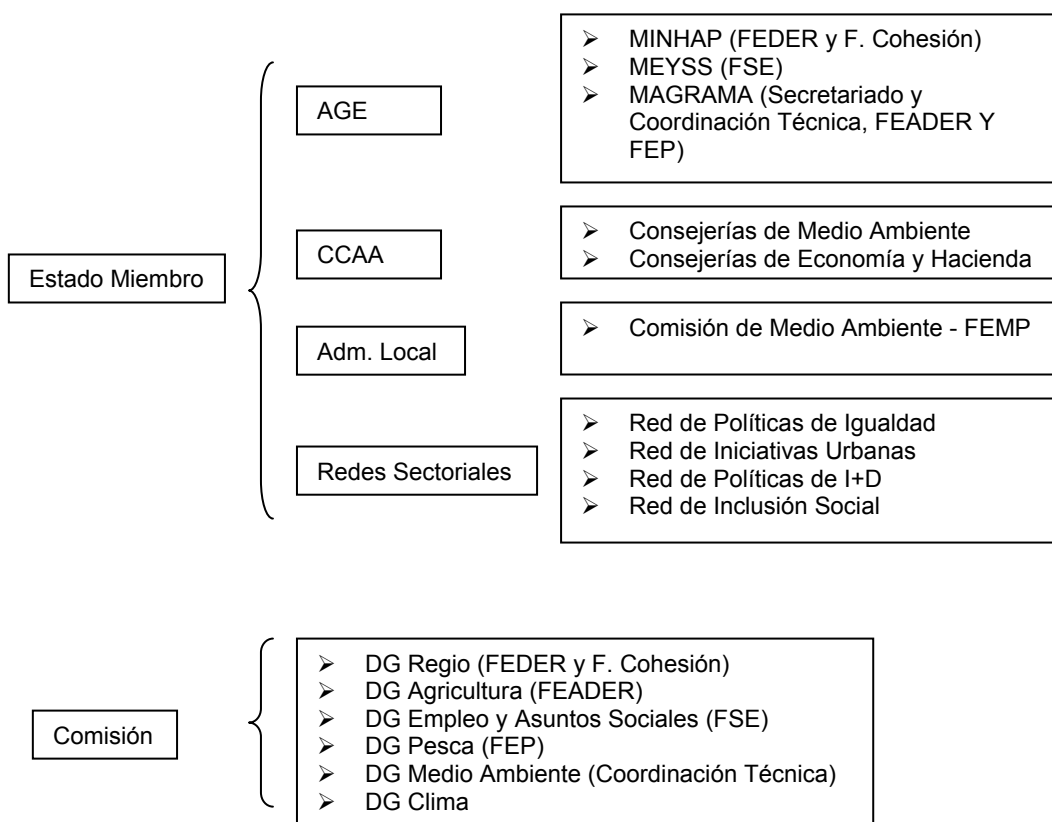 Estado Miembro
AGE
➢ MINHAP (FEDER y F. Cohesión)
➢ MEYSS (FSE)
➢ MAGRAMA (Secretariado y
Coordinación Técnica, FEADER Y
FEP)
CCAA
➢ Consejerías de Medio Ambiente
➢ Consejerías de Economía y Hacienda
Adm. Local
➢ Comisión de Medio Ambiente - FEMP
Redes Sectoriales
➢ Red de Políticas de Igualdad
➢ Red de Iniciativas Urbanas
➢ Red de Políticas de I+D
➢ Red de Inclusión Social
Comisión
➢ DG Regio (FEDER y F. Cohesión)
➢ DG Agricultura (FEADER)
➢ DG Empleo y Asuntos Sociales (FSE)
➢ DG Pesca (FEP)
➢ DG Medio Ambiente (Coordinación Técnica)
➢ DG Clima